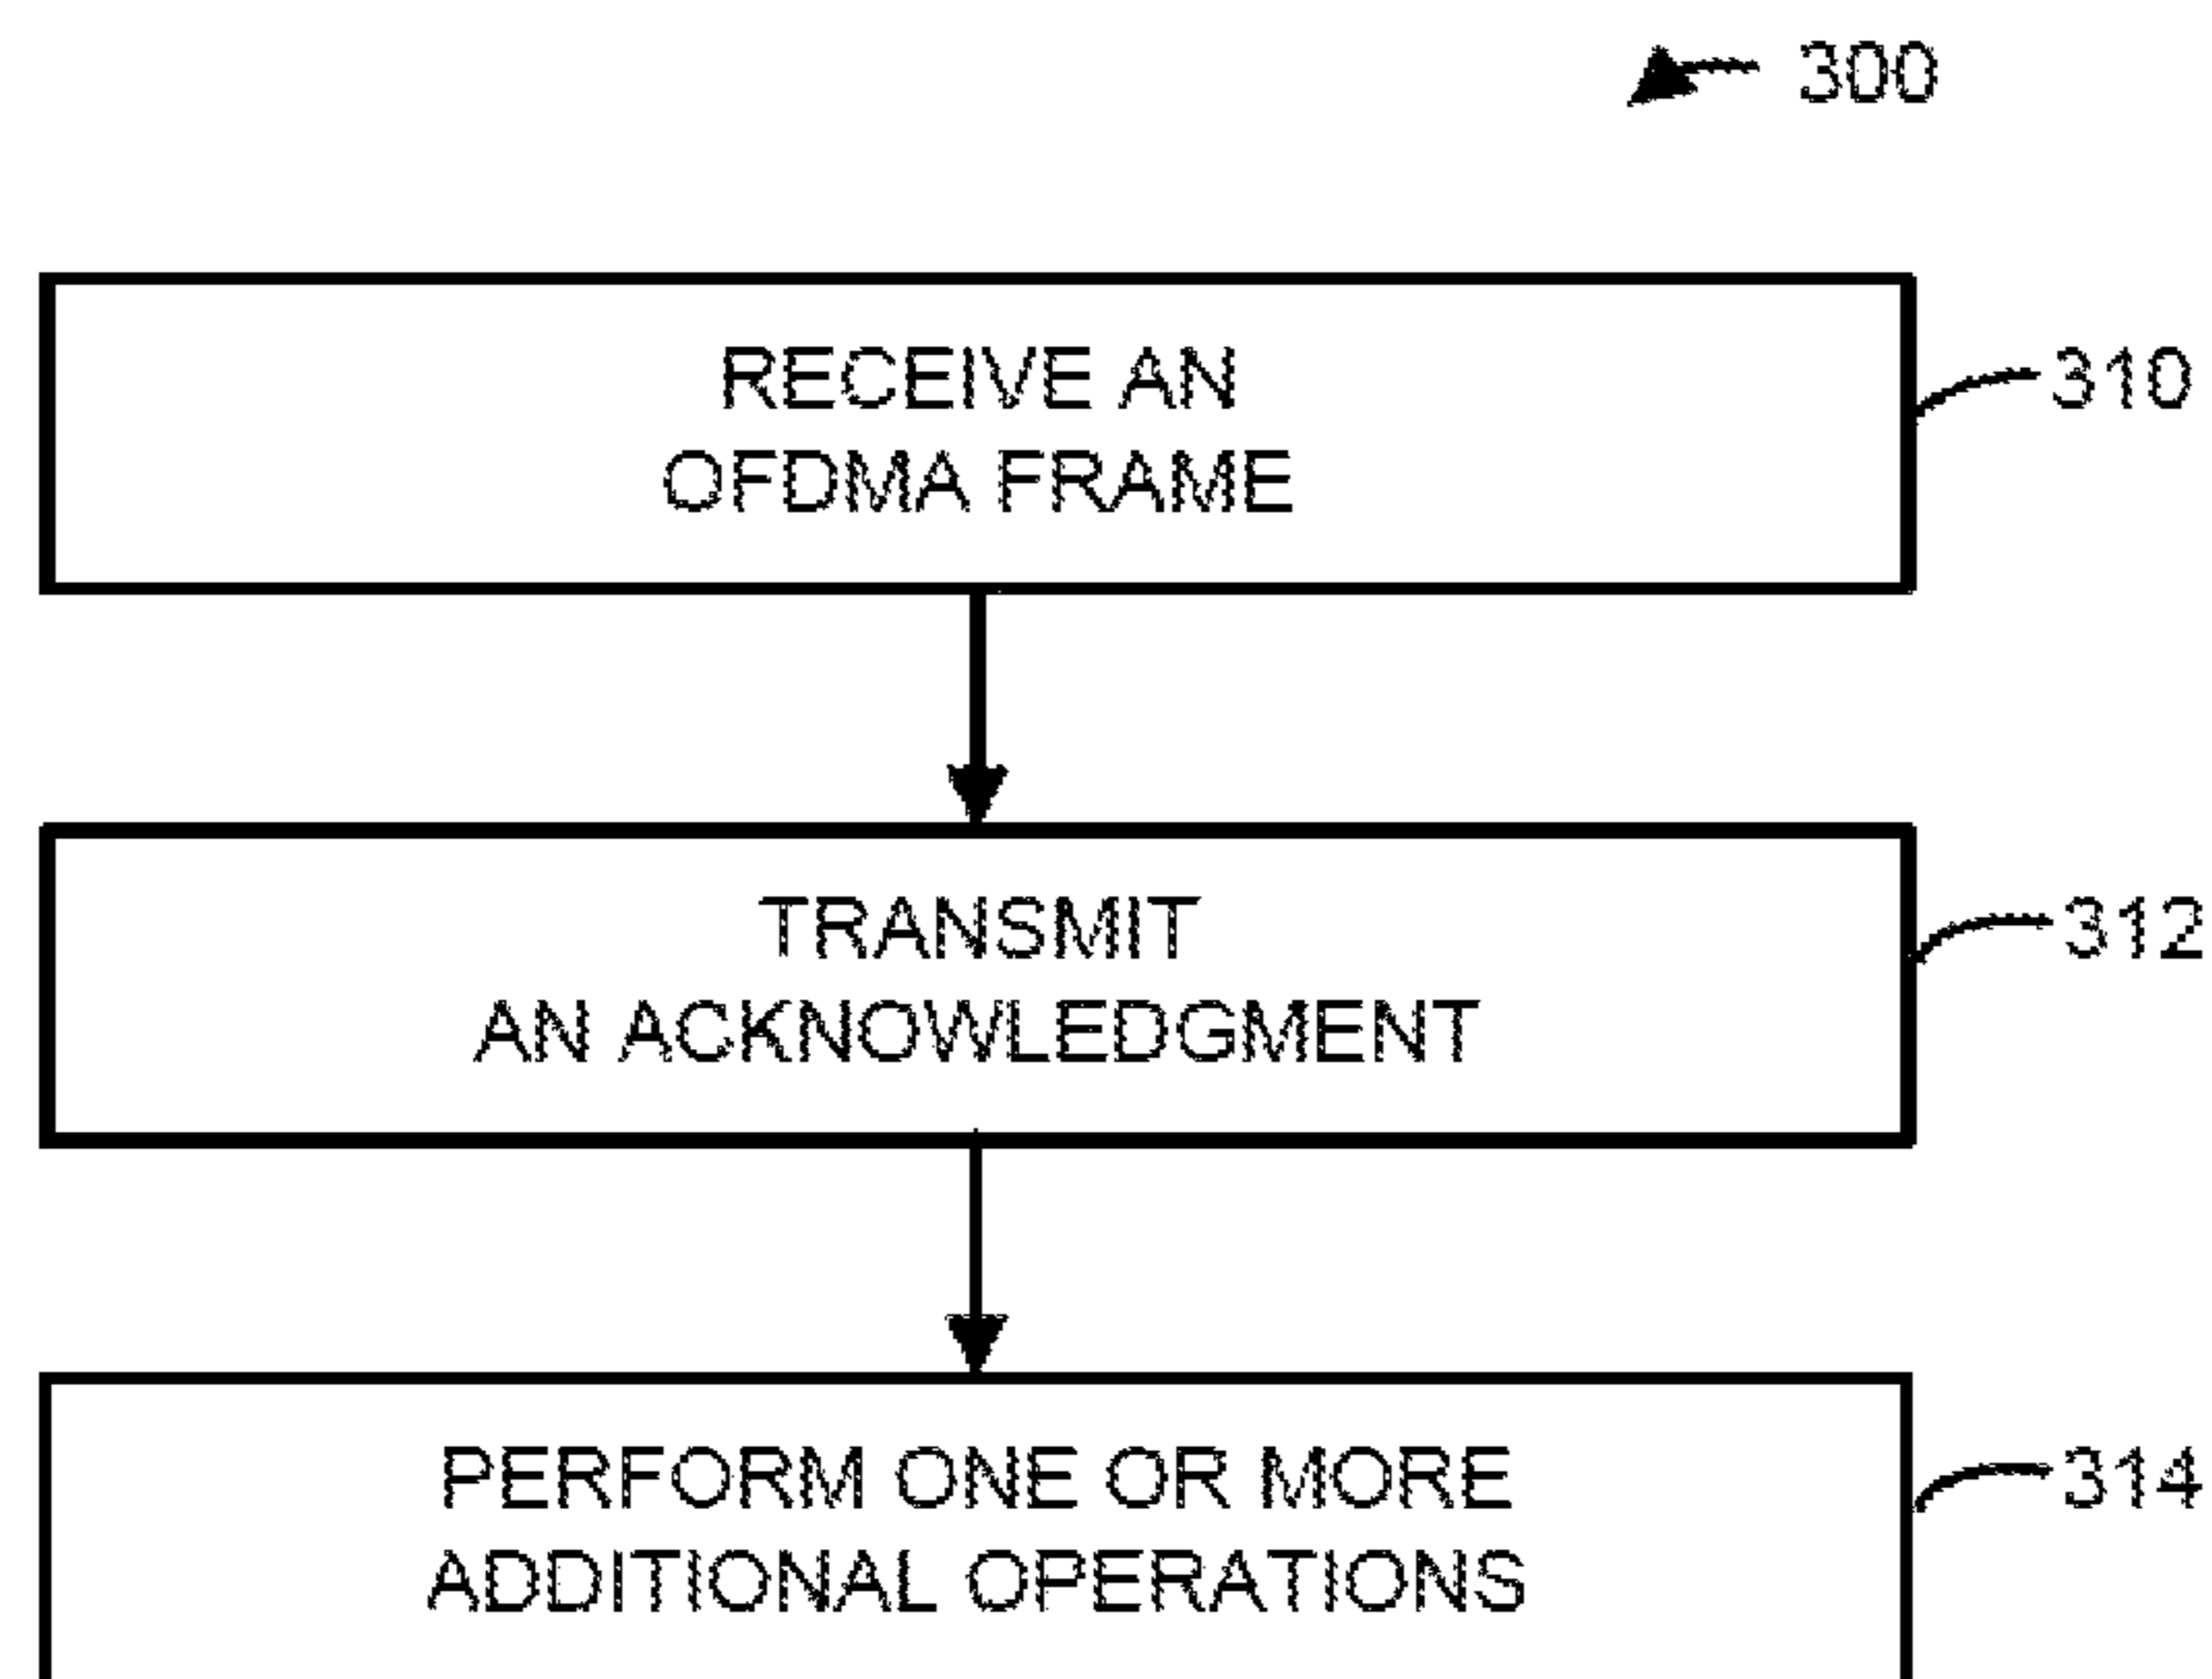 300
RECEIVE AN
OFDMA FRAME
310
TRANSMIT
AN ACKNOWLEDGMENT
312
PERFORM ONE OR MORE
ADDITIONAL OPERATIONS
314